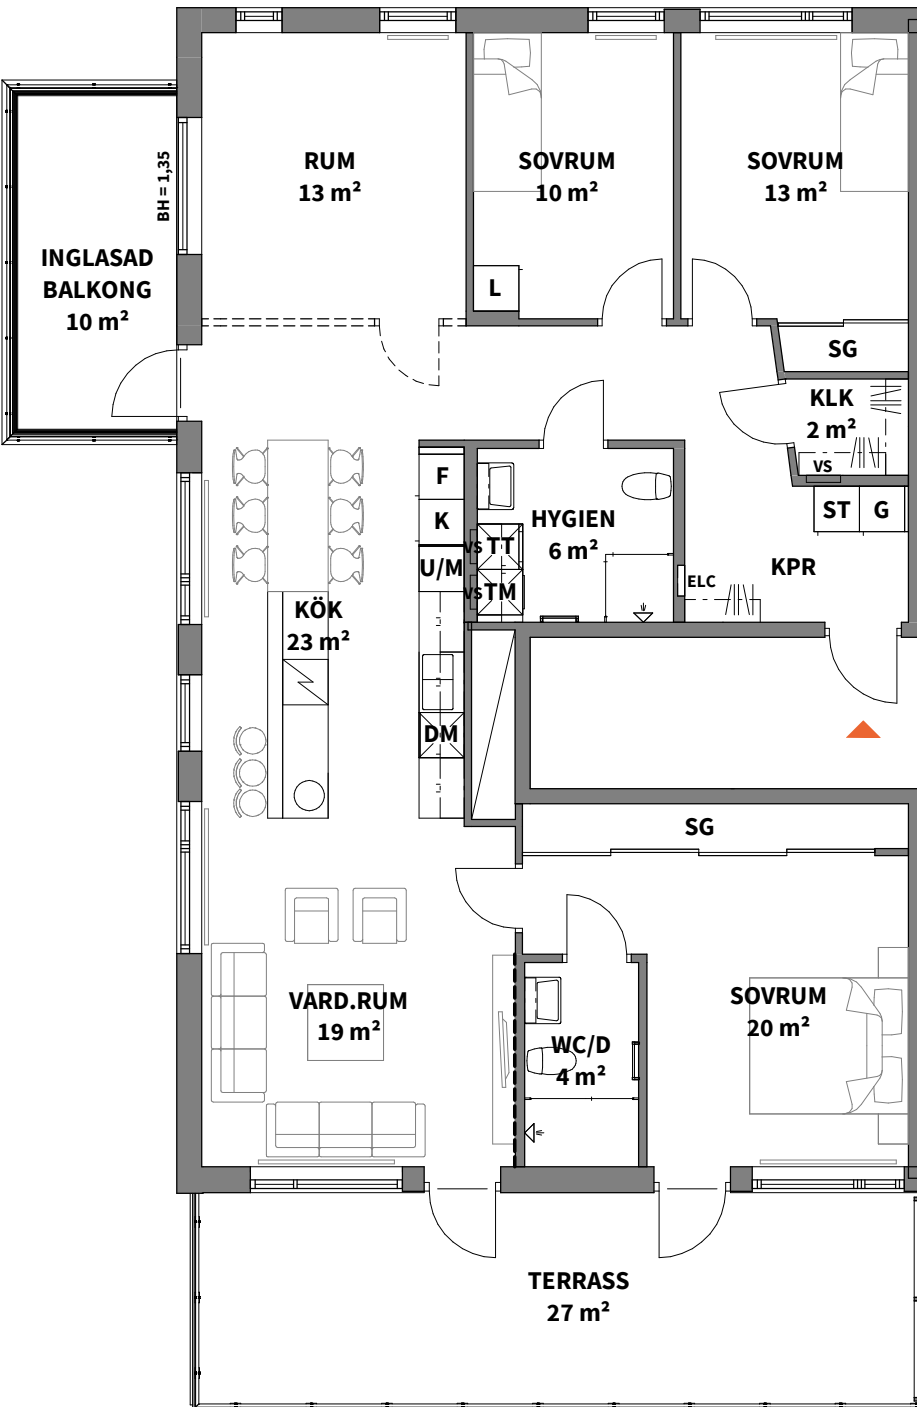 RUM
13 m²
SOVRUM
10 m²
SOVRUM
13 m²
BH = 1,35
INGLASAD
BALKONG
10 m²
L
SG
KLK
2 m²
VS
F
K
U/M
HYGIEN
6 m²
VS TT
VS TM
ST
G
KPR
ELC
KÖK
23 m²
DM
SG
VARD.RUM
19 m²
SOVRUM
20 m²
WC/D
4 m²
TERRASS
27 m²